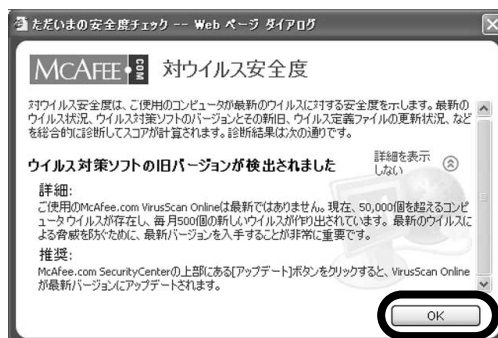 ただいまの安全度チェック -- Web ページ ダイアログ
McAFEE .COM 対ウイルス安全度
対ウイルス安全度は、ご使用のコンピュータが最新のウイルスに対する安全度を示します。最新の
ウイルス状況、ウイルス対策ソフトのバージョンとその新旧、ウイルス定義ファイルの更新状況、など
を総合的に診断してスコアが計算されます。診断結果は次の通りです。
ウイルス対策ソフトの旧バージョンが検出されました
詳細を表示
しない
詳細:
ご使用のMcAfee.com VirusScan Onlineは最新ではありません。現在、50,000個を超えるコンピ
ュータウイルスが存在し、毎月500個の新しいウイルスが作り出されています。最新のウイルスに
よる脅威を防ぐために、最新バージョンを入手することが非常に重要です。
推奨:
McAfee.com SecurityCenterの上部にある[アップデート]ボタンをクリックすると、VirusScan Online
が最新バージョンにアップデートされます。
OK